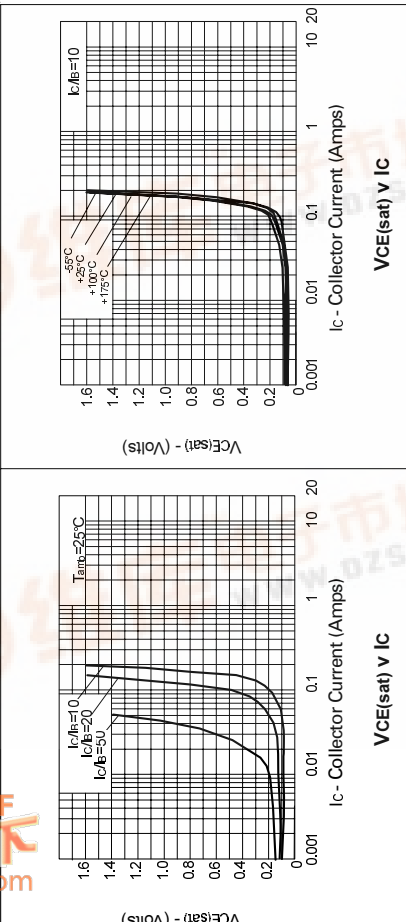 IC/IB=10
-55°C
+25°C
+100°C
+175°C
1.6
1.4
1.2
1.0
0.8
0.6
0.4
0.2
0
0.001
0.01
0.1
1
10 20
VCE(sat) - (Volts)
IC - Collector Current (Amps)
VCE(sat) v IC
Tamb=25°C
IC/IB=10
IC/IB=20
IC/IB=50
1.6
1.4
1.2
1.0
0.8
0.6
0.4
0.2
0
0.001
0.01
0.1
1
10 20
VCE(sat) - (Volts)
IC - Collector Current (Amps)
VCE(sat) v IC